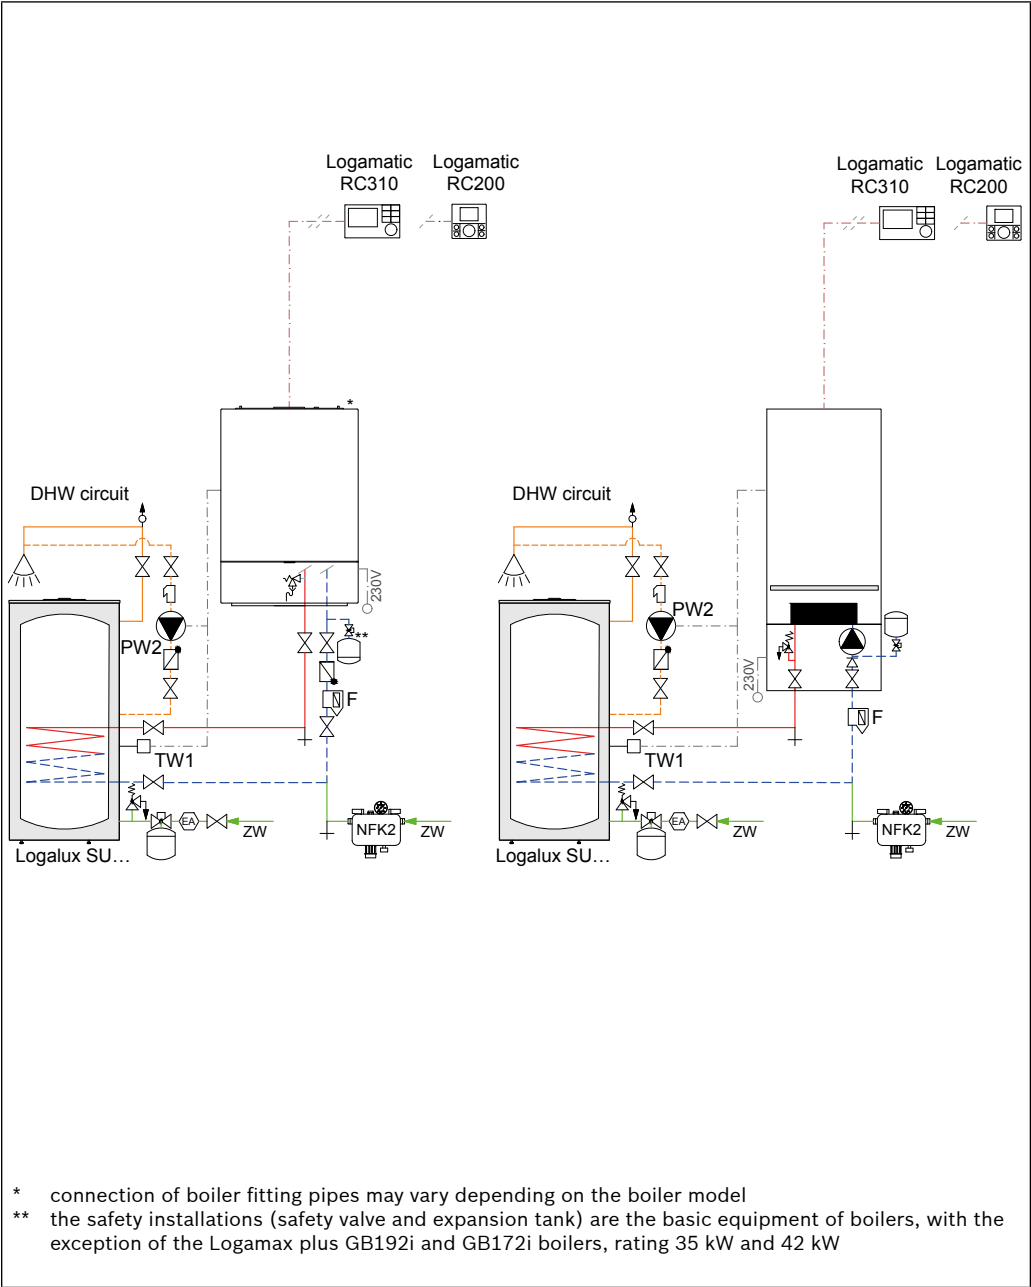 Logamatic
RC310
Logamatic
RC200
Logamatic
RC310
Logamatic
RC200
*
DHW circuit
DHW circuit
230V
**
PW2
PW2
230V
F
F
TW1
TW1
EA
ZW
NFK2
ZW
EA
ZW
NFK2
ZW
Logalux SU...
Logalux SU...
* connection of boiler fitting pipes may vary depending on the boiler model
** the safety installations (safety valve and expansion tank) are the basic equipment of boilers, with the
exception of the Logamax plus GB192i and GB172i boilers, rating 35 kW and 42 kW